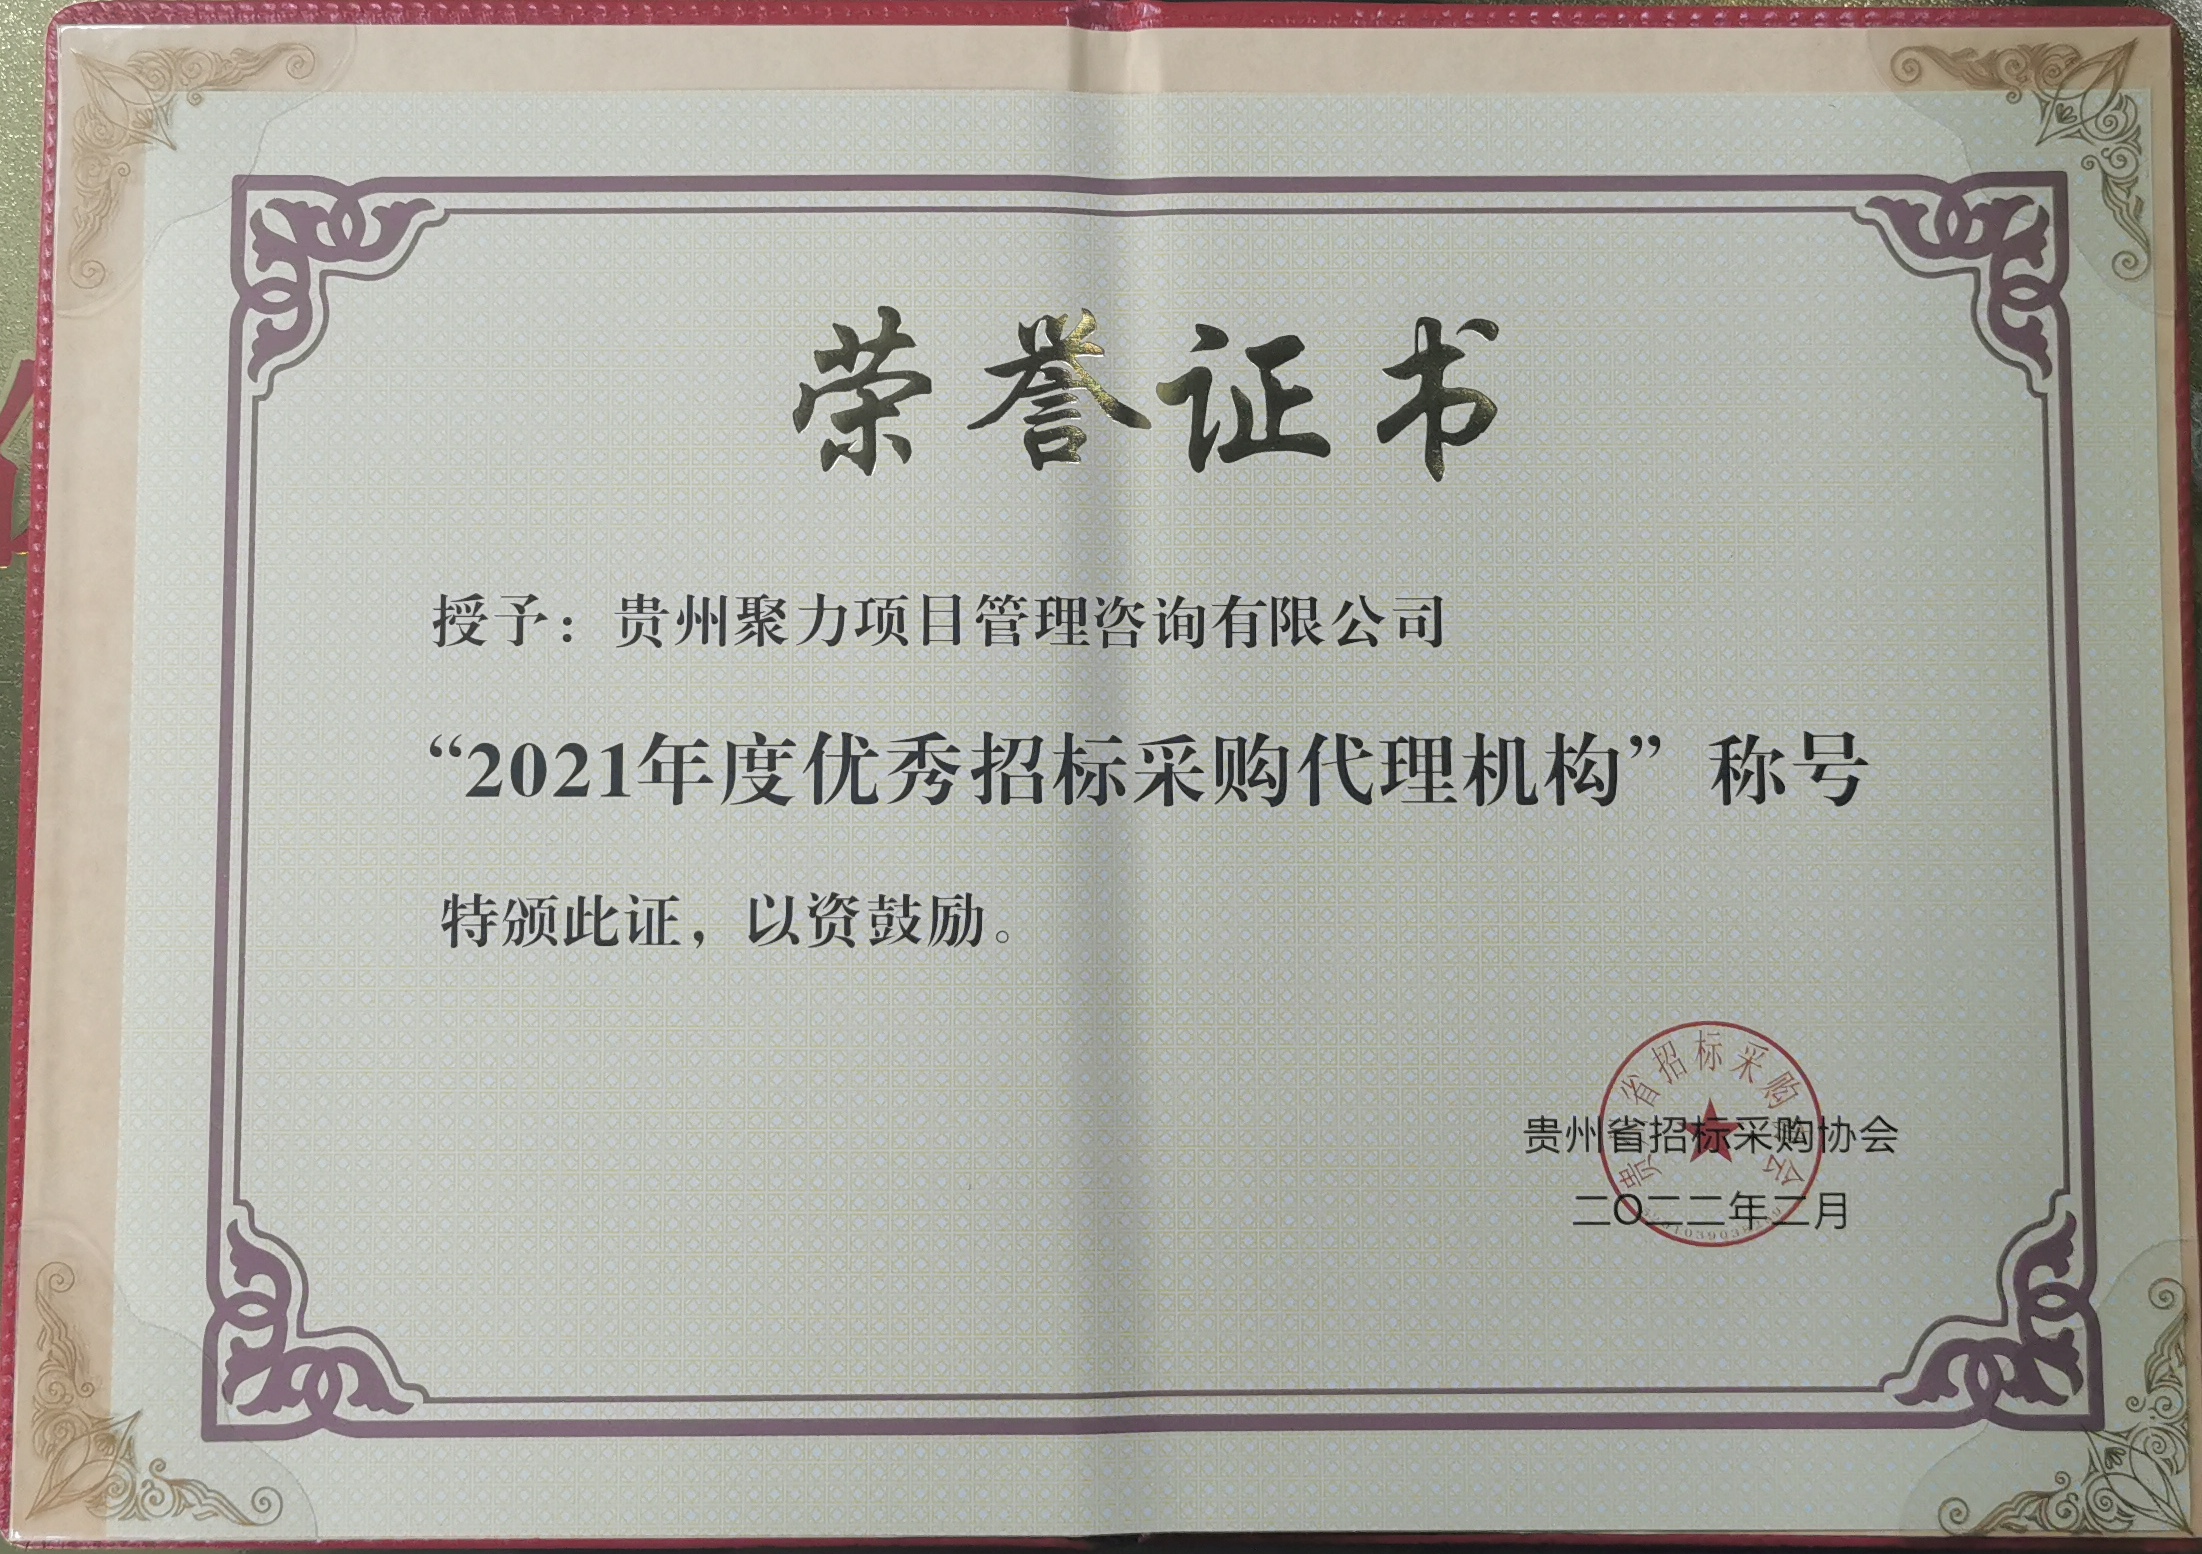 荣誉证书
授予：贵州聚力项目管理咨询有限公司
“2021年度优秀招标采购代理机构”称号
特颁此证，以资鼓励。
贵州省招标采购协会
二〇二二年二月